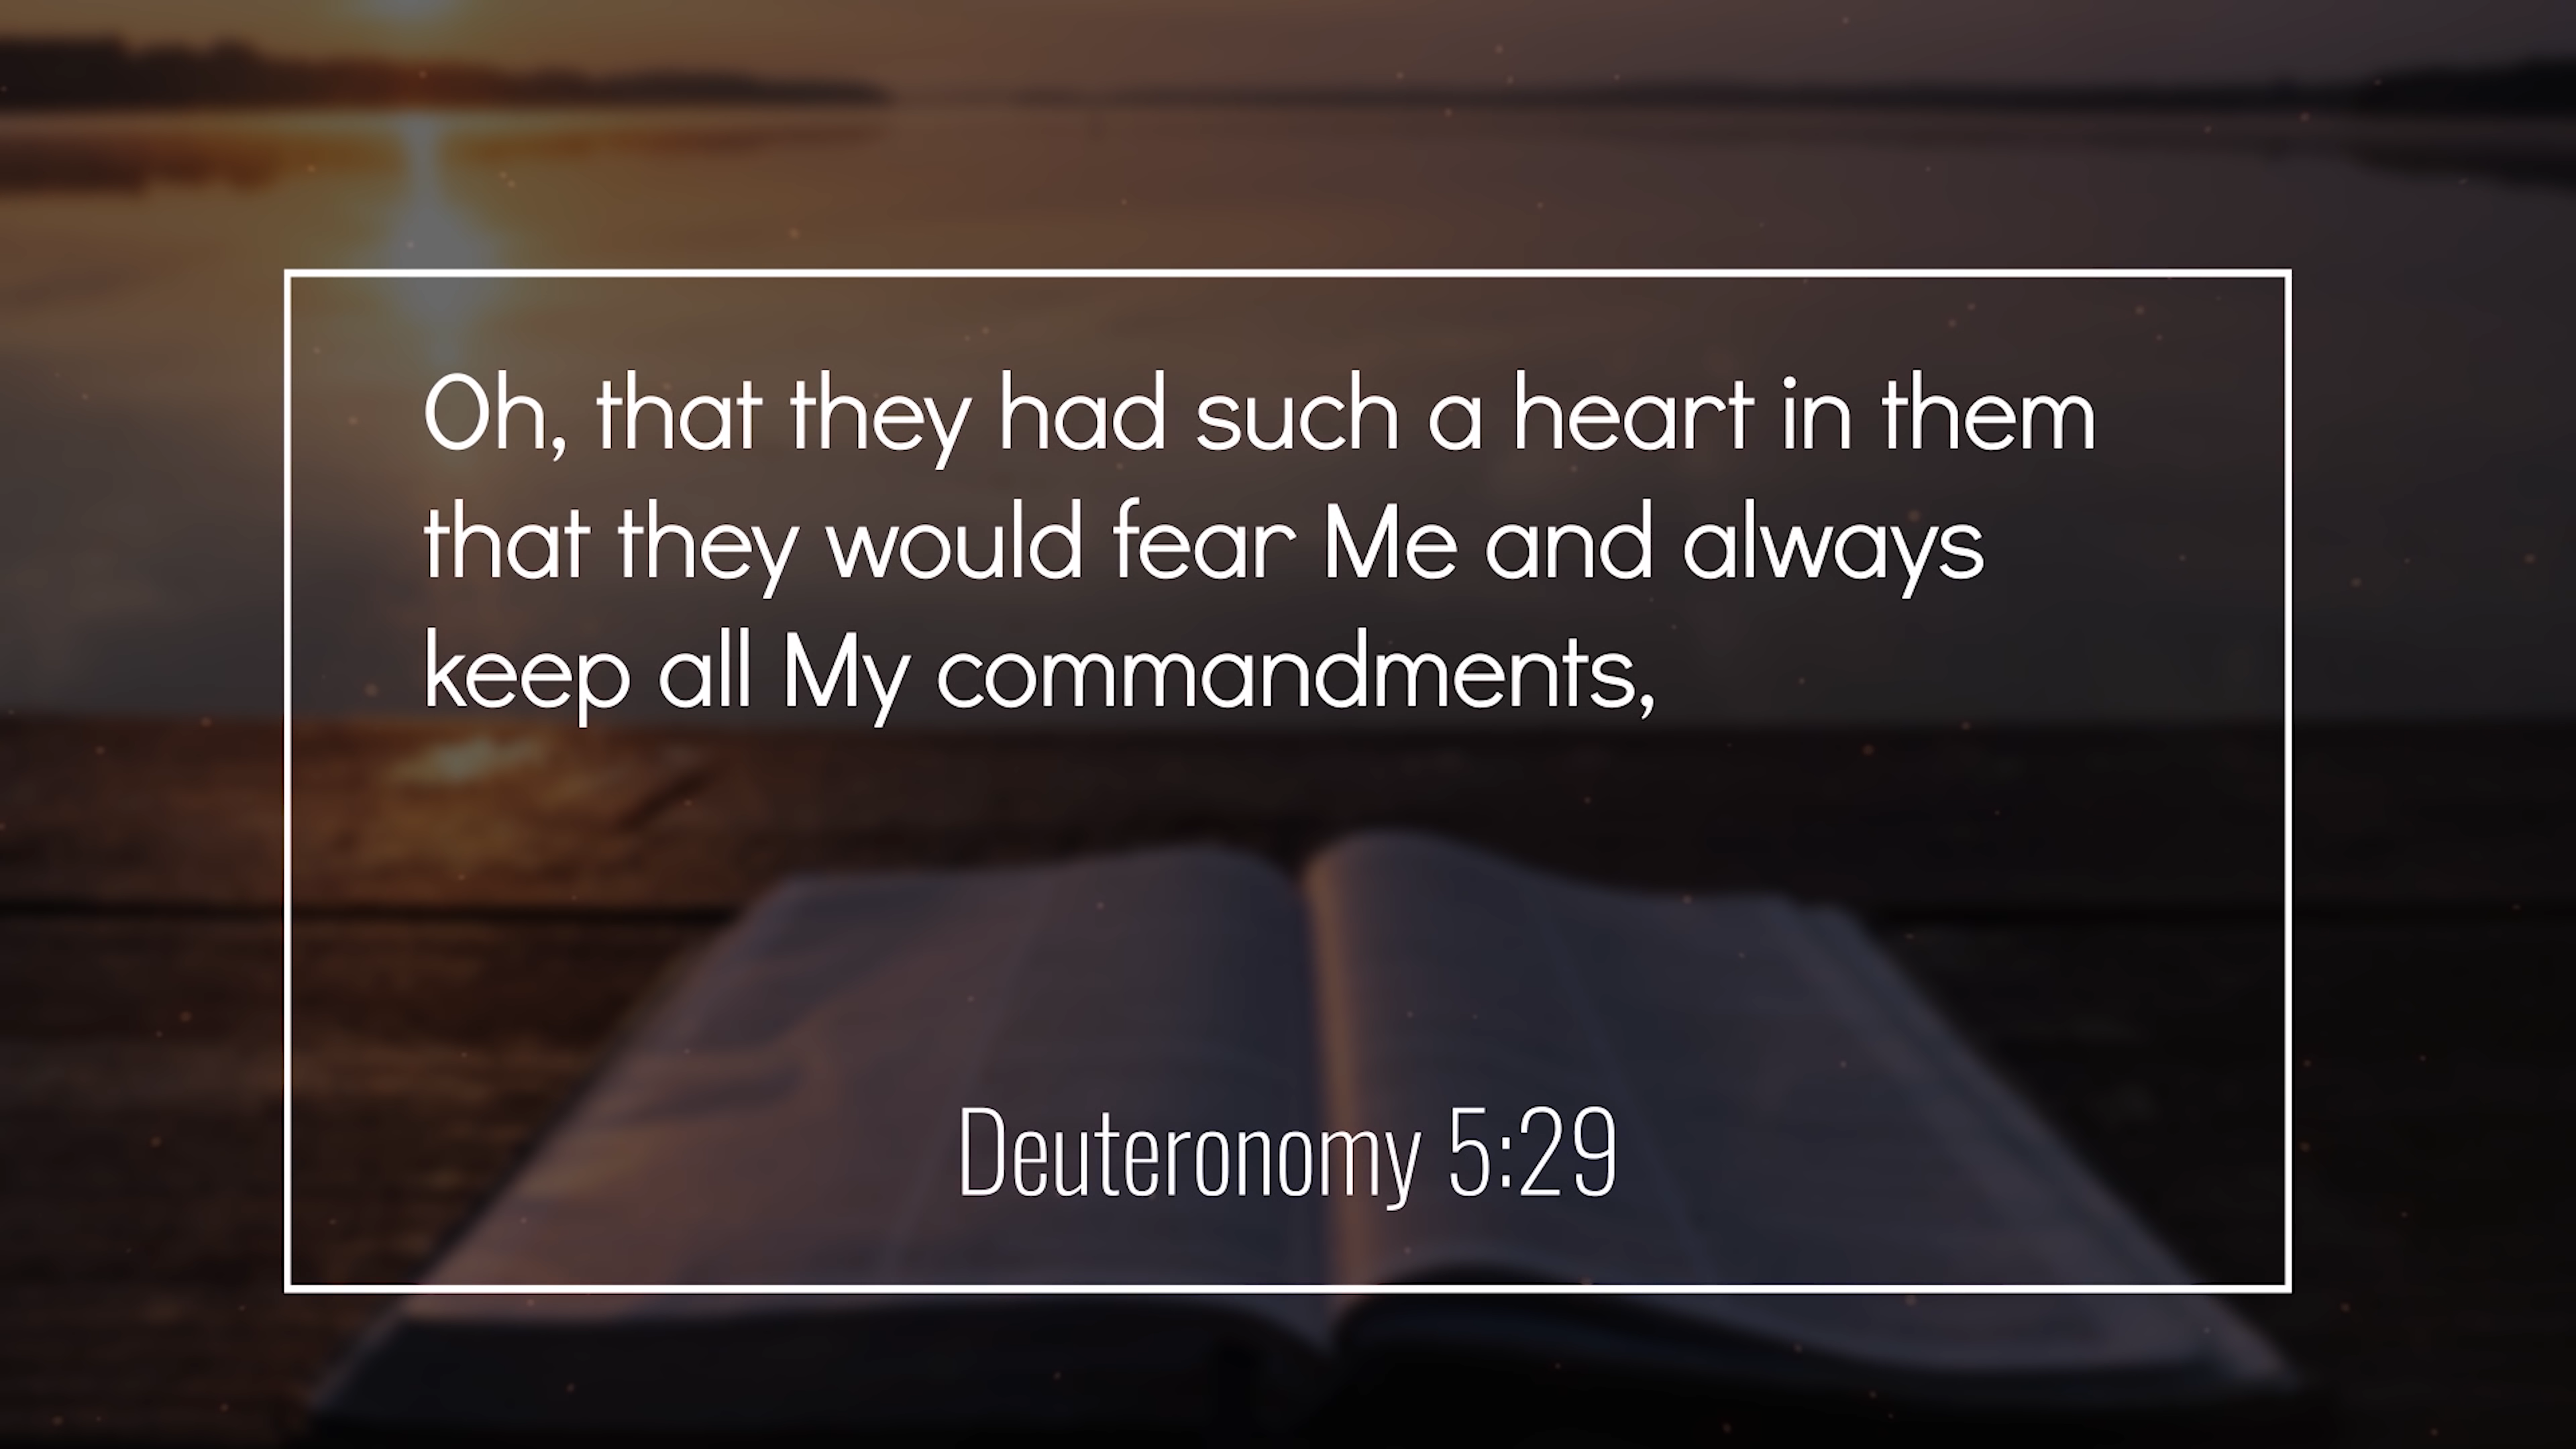 Oh, that they had such a heart in them
that they would fear Me and always
keep all My commandments,
Deuteronomy 5:29